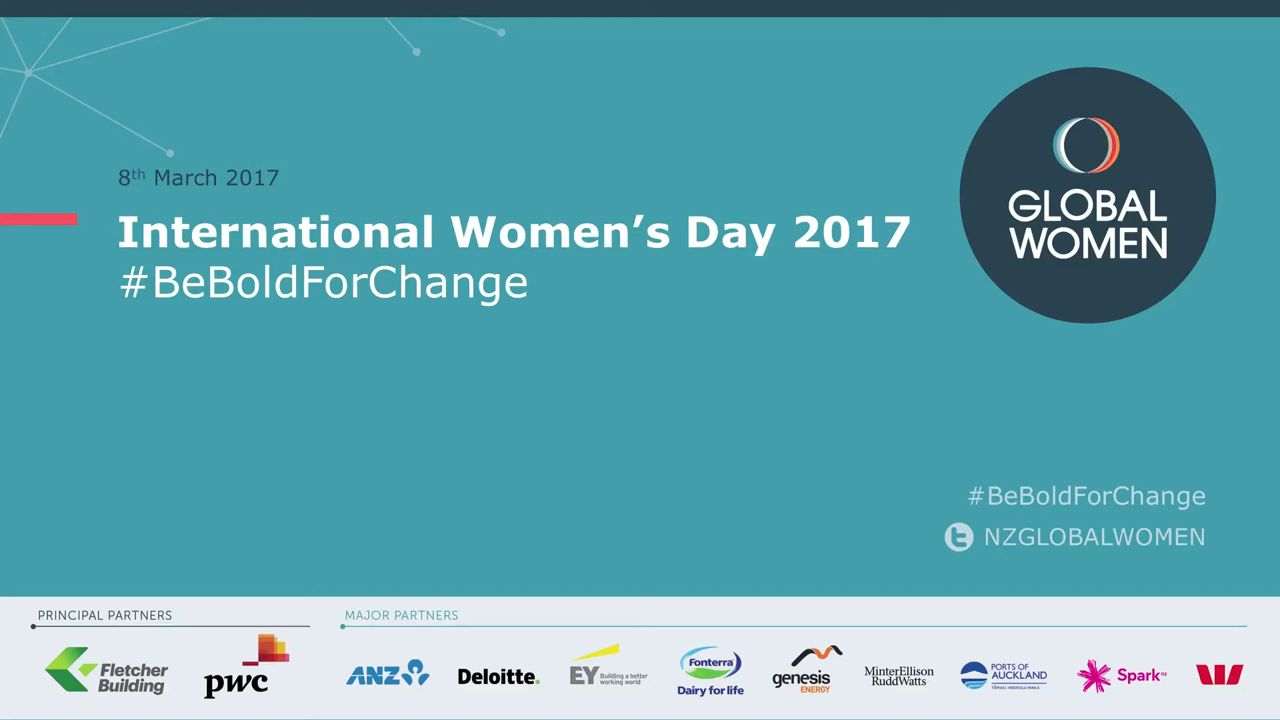 8th March 2017
International Women’s Day 2017
#BeBoldForChange
GLOBAL
WOMEN
#BeBoldForChange
NZGLOBALWOMEN
PRINCIPAL PARTNERS
MAJOR PARTNERS
Fletcher
Building
pwc
ANZ
Deloitte.
EY
Building a better
working world
Fonterra
Dairy for life
genesis
ENERGY
MinterEllison
RuddWatts
PORTS OF
AUCKLAND
Spark nz